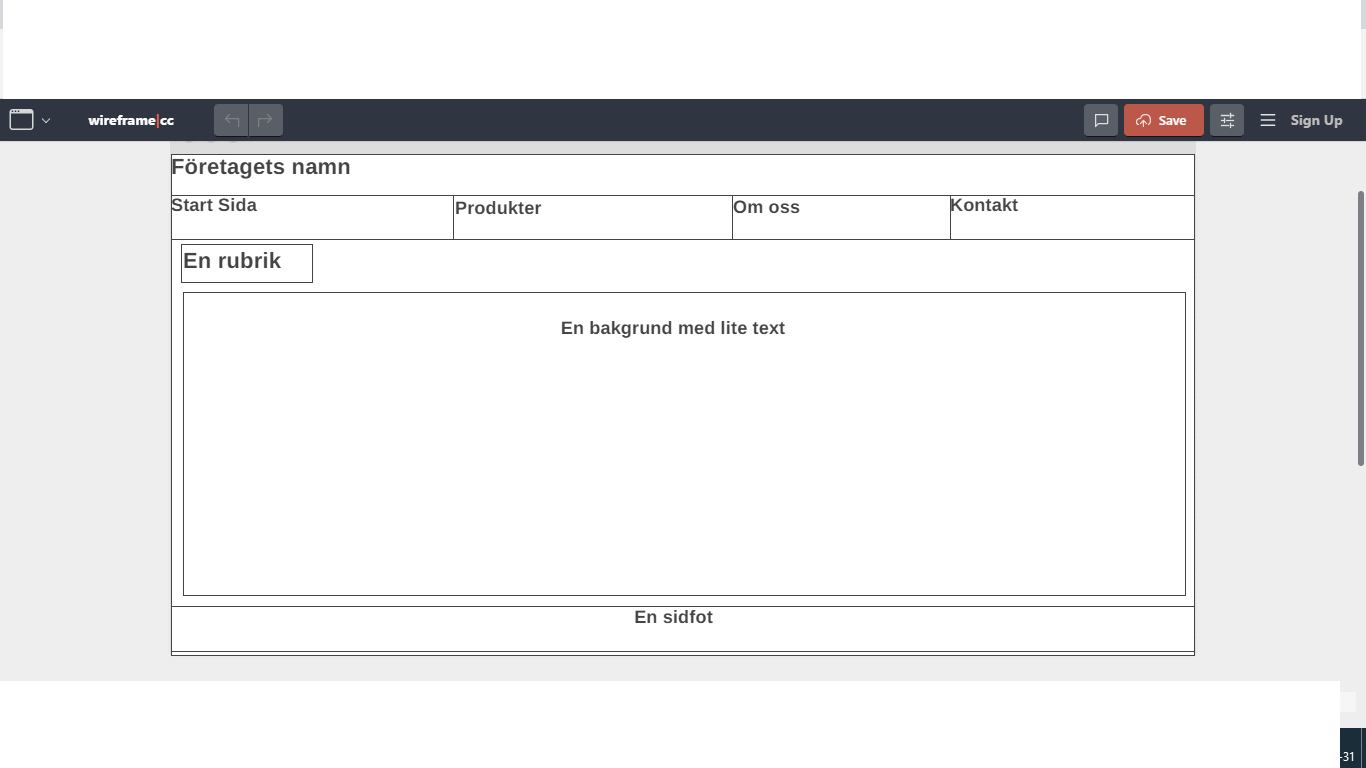 wireframe|cc
Save
Sign Up
Företagets namn
Start Sida
Produkter
Om oss
Kontakt
En rubrik
En bakgrund med lite text
En sidfot
-31